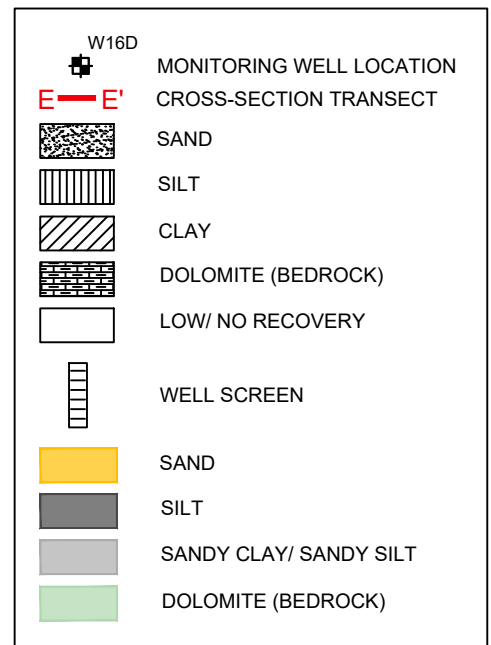 W16D
MONITORING WELL LOCATION
E E' CROSS-SECTION TRANSECT
SAND
SILT
CLAY
DOLOMITE (BEDROCK)
LOW/ NO RECOVERY
WELL SCREEN
SAND
SILT
SANDY CLAY/ SANDY SILT
DOLOMITE (BEDROCK)